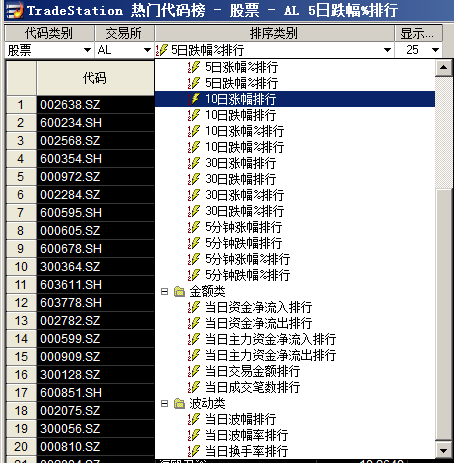 TradeStation 热门代码榜 - 股票 - AL 5日跌幅%排行
代码类别 交易所 排序类别 显示...
股票 AL 5日跌幅%排行 25
代码
1 002638.SZ
2 600234.SH
3 002568.SZ
4 600354.SH
5 000972.SZ
6 002284.SZ
7 600595.SH
8 000605.SZ
9 600678.SH
10 300364.SZ
11 603611.SH
12 603778.SH
13 002782.SZ
14 000599.SZ
15 000909.SZ
16 300128.SZ
17 600851.SH
18 002075.SZ
19 300056.SZ
20 000810.SZ
5日涨幅%排行
5日跌幅%排行
10日涨幅排行
10日跌幅排行
10日涨幅%排行
10日跌幅%排行
30日涨幅排行
30日跌幅排行
30日涨幅%排行
30日跌幅%排行
5分钟涨幅排行
5分钟跌幅排行
5分钟涨幅%排行
5分钟跌幅%排行
金额类
当日资金净流入排行
当日资金净流出排行
当日主力资金净流入排行
当日主力资金净流出排行
当日交易金额排行
当日成交笔数排行
波动类
当日波幅排行
当日波幅率排行
当日换手率排行